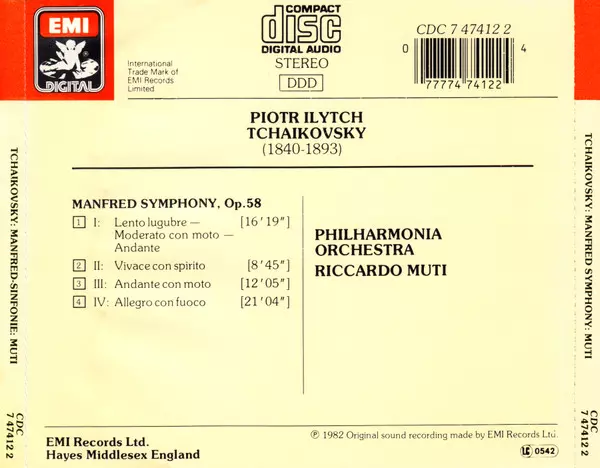 EMI
DIGITAL
International
Trade Mark of
EMI Records
Limited
COMPACT
disc
DIGITAL AUDIO
STEREO
DDD
CDC 7 47412 2
0 77774 74122 4
PIOTR ILYTCH
TCHAIKOVSKY
(1840-1893)
MANFRED SYMPHONY, Op.58
1 I: Lento lugubre – [16'19"]
Moderato con moto –
Andante
2 II: Vivace con spirito [8'45"]
3 III: Andante con moto [12'05"]
4 IV: Allegro con fuoco [21'04"]
PHILHARMONIA
ORCHESTRA
RICCARDO MUTI
EMI Records Ltd.
Hayes Middlesex England
℗ 1982 Original sound recording made by EMI Records Ltd.
LC 0542
TCHAIKOVSKY: MANFRED-SINFONIE: MUTI
CDC
7 47412 2
TCHAIKOVSKY: MANFRED SYMPHONY: MUTI
CDC
7 47412 2